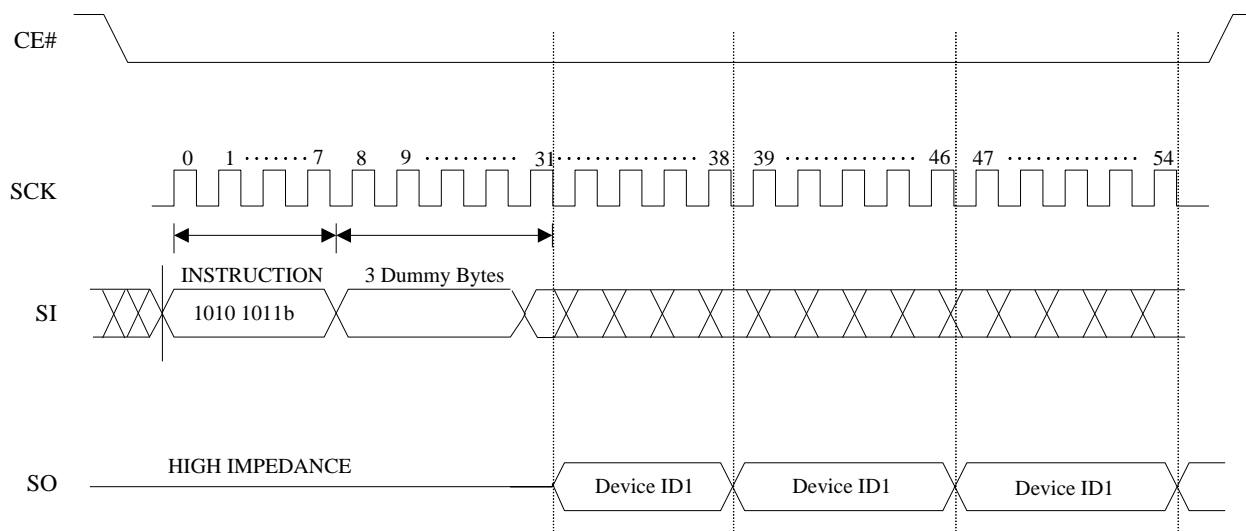 CE#
0 1 ······· 7 8 9 ·········· 31 ············· 38 39 ············ 46 47 ············ 54
SCK
INSTRUCTION 3 Dummy Bytes
SI 1010 1011b
HIGH IMPEDANCE
SO Device ID1 Device ID1 Device ID1